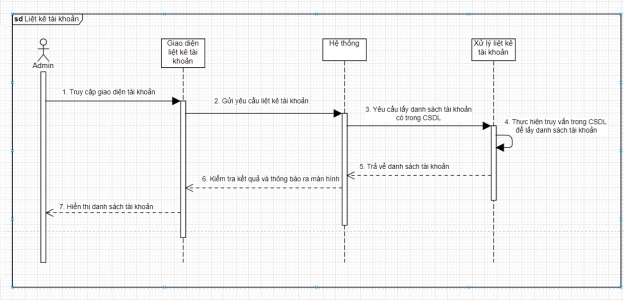 sd Liệt kê tài khoản
Giao diện
liệt kê tài
khoản
Hệ thống
Xử lý liệt kê
tài khoản
Admin
1. Truy cập giao diện tài khoản
2. Gửi yêu cầu liệt kê tài khoản
3. Yêu cầu lấy danh sách tài khoản
có trong CSDL
4. Thực hiện truy vấn trong CSDL
để lấy danh sách tài khoản
5. Trả về danh sách tài khoản
6. Kiểm tra kết quả và thông báo ra màn hình
7. Hiển thị danh sách tài khoản